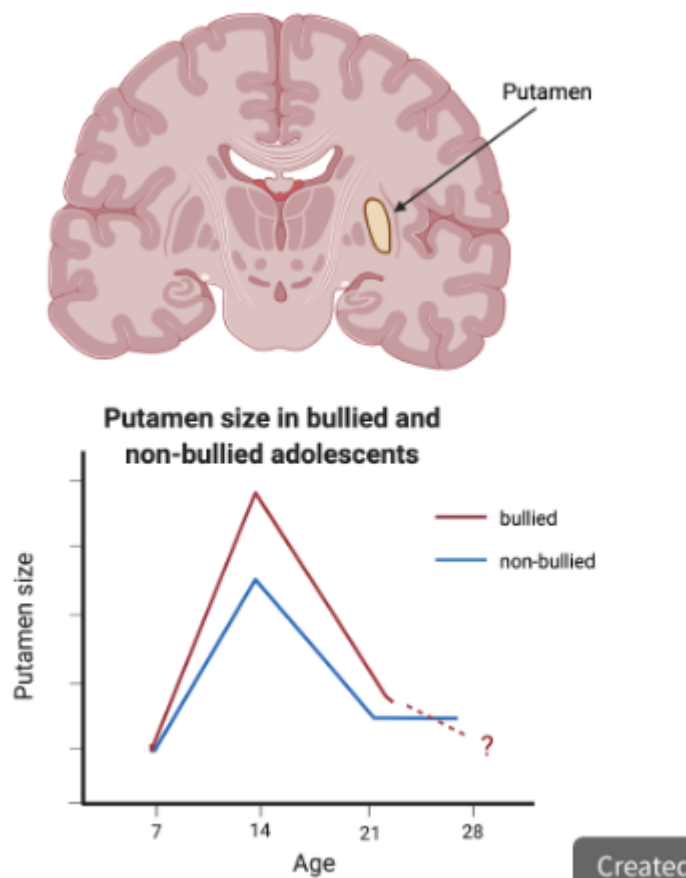 Putamen
Putamen size in bullied and
non-bullied adolescents
bullied
non-bullied
Putamen size
?
7 14 21 28
Age
Created